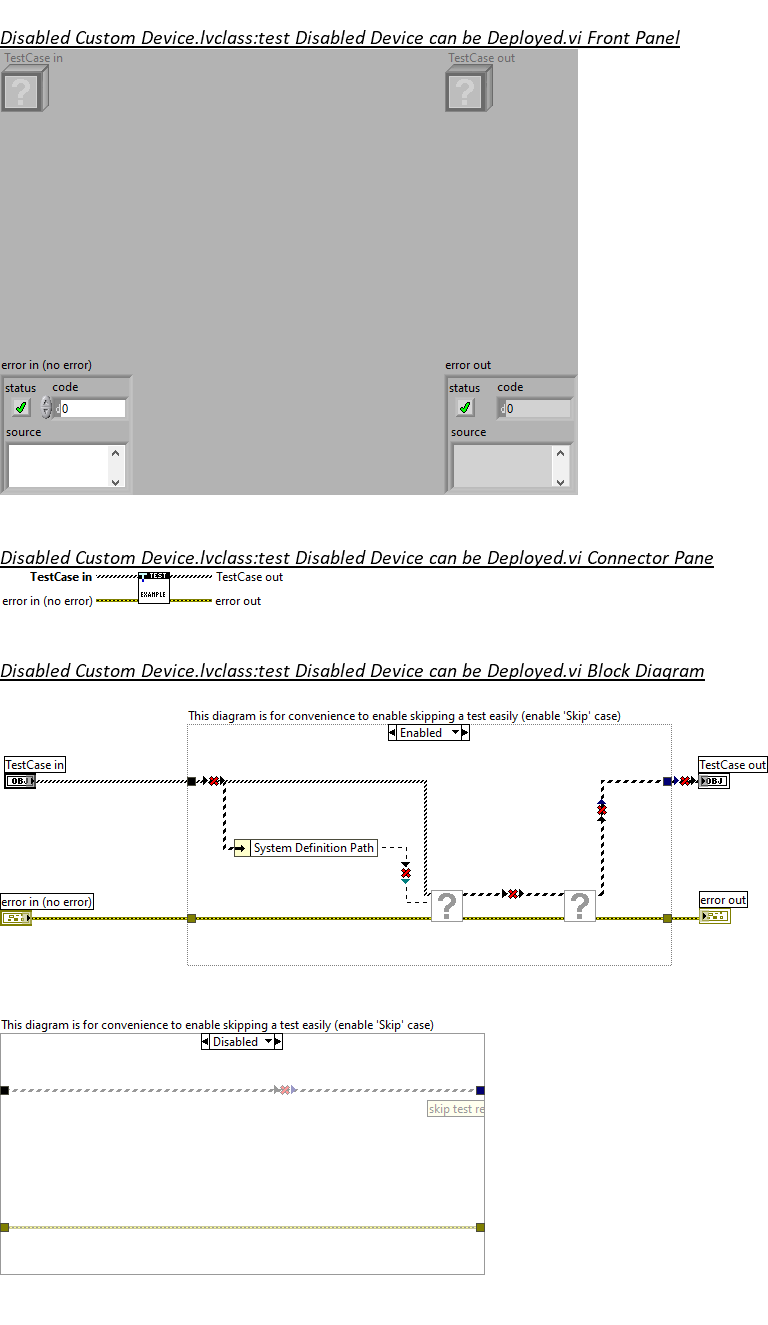 Disabled Custom Device.lvclass:test Disabled Device can be Deployed.vi Front Panel
TestCase in
TestCase out
?
?
error in (no error)
error out
status
code
status
code
d
0
d
0
source
source
Disabled Custom Device.lvclass:test Disabled Device can be Deployed.vi Connector Pane
TestCase in
TEST
TestCase out
error in (no error)
EXAMPLE
error out
Disabled Custom Device.lvclass:test Disabled Device can be Deployed.vi Block Diagram
This diagram is for convenience to enable skipping a test easily (enable 'Skip' case)
Enabled
TestCase in
TestCase out
OBJ
OBJ
System Definition Path
error in (no error)
error out
?
?
This diagram is for convenience to enable skipping a test easily (enable 'Skip' case)
Disabled
skip test re